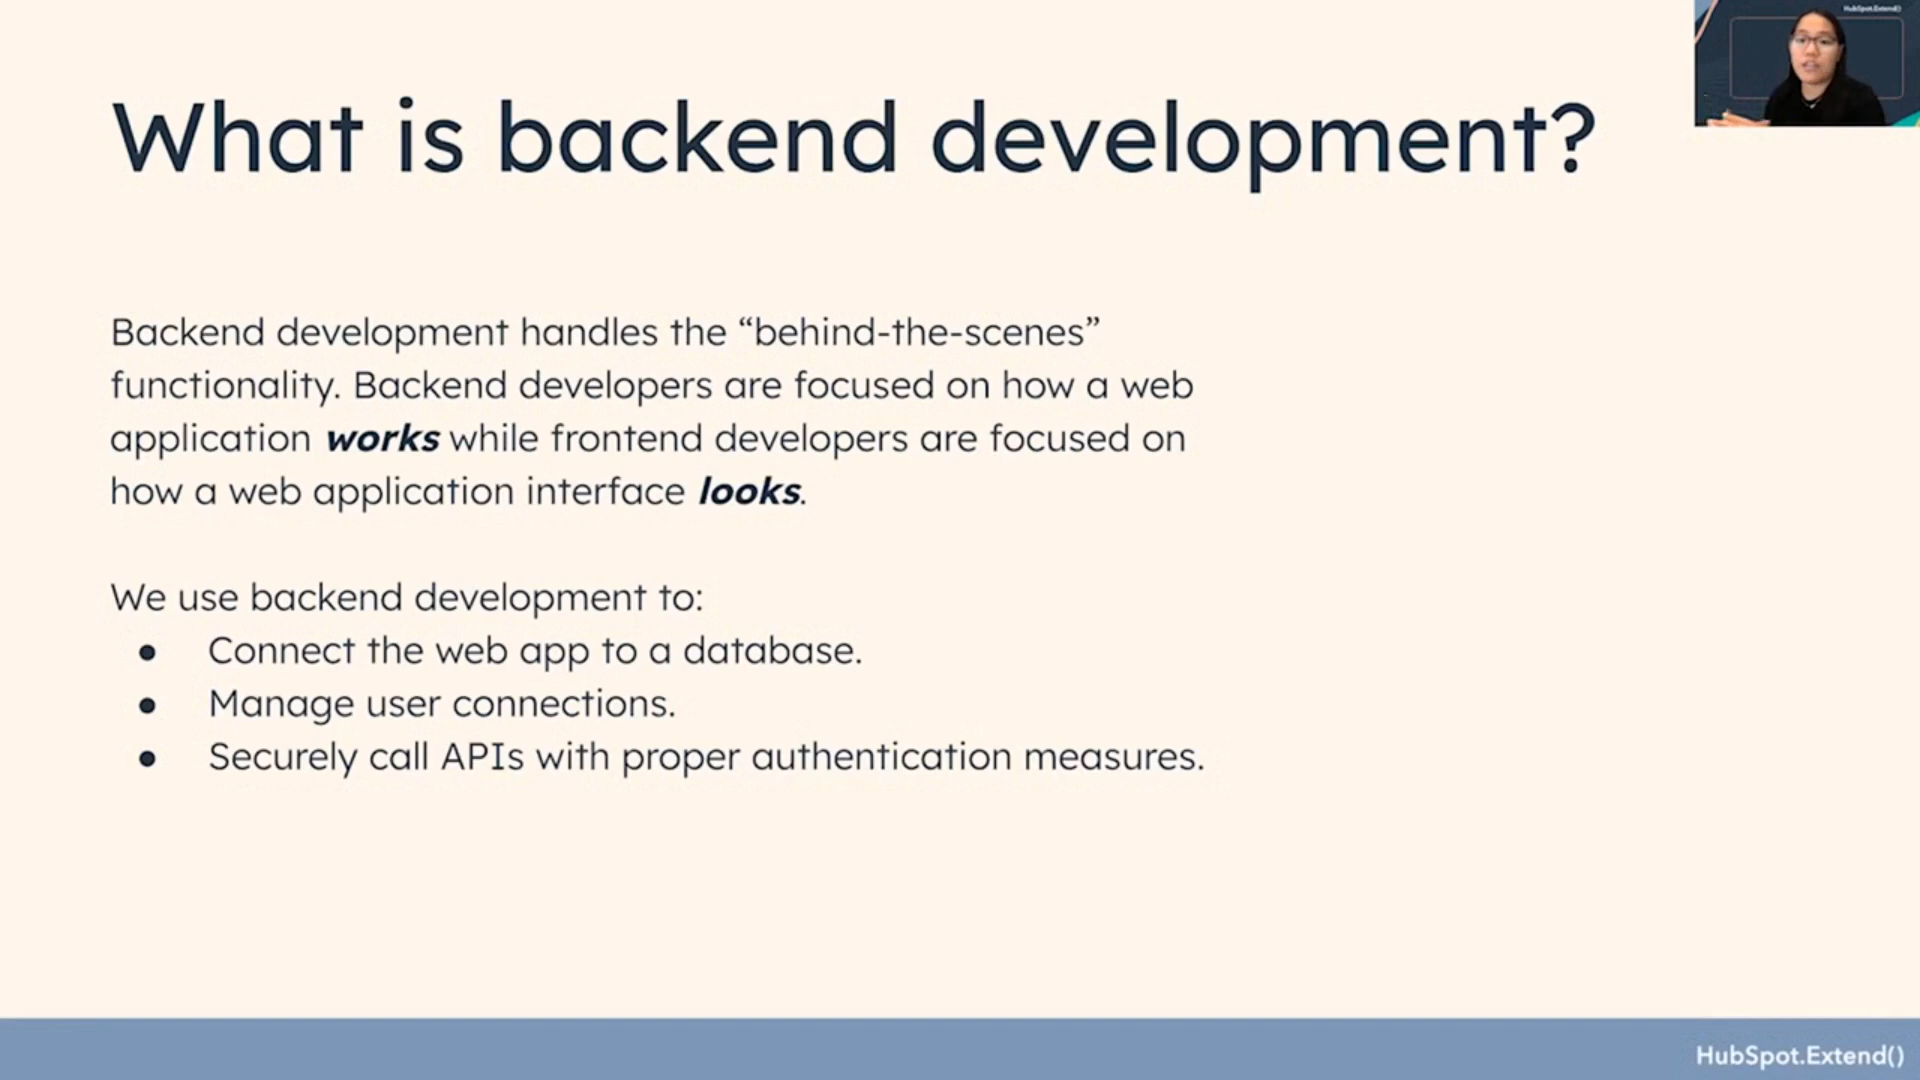 HubSpot.Extend()
What is backend development?
Backend development handles the “behind-the-scenes”
functionality. Backend developers are focused on how a web
application works while frontend developers are focused on
how a web application interface looks.
We use backend development to:
● Connect the web app to a database.
● Manage user connections.
● Securely call APIs with proper authentication measures.
HubSpot.Extend()